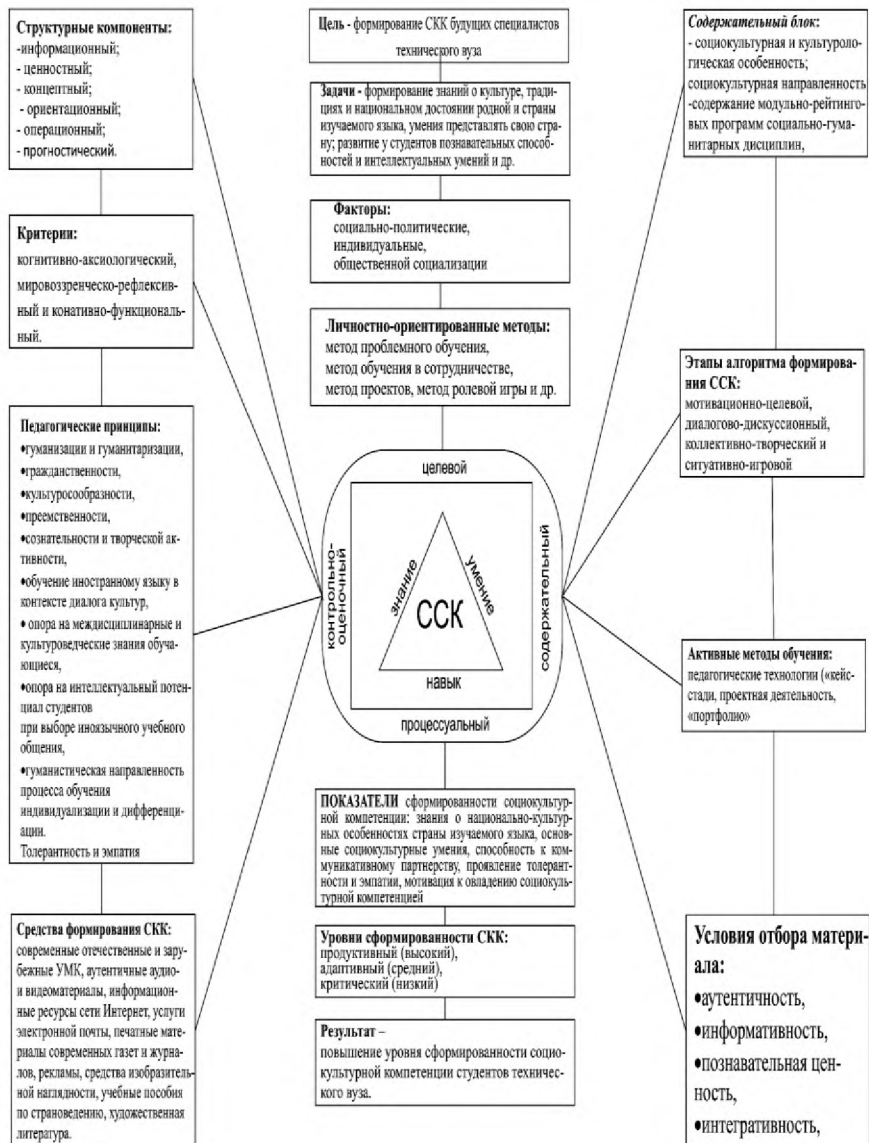 Структурные компоненты:
-информационный;
- ценностный;
- концептный;
- ориентационный;
- операционный;
- прогностический.
Критерии:
когнитивно-аксиологический,
мировоззренческо-рефлексив-
ный и конативно-функциональ-
ный.
Педагогические принципы:
•гуманизации и гуманитаризации,
•гражданственности,
•культуросообразности,
•преемственности,
•сознательности и творческой ак-
тивности,
•обучение иностранному языку в
контексте диалога культур,
• опора на междисциплинарные и
культуроведческие знания обуча-
ющиеся,
•опора на интеллектуальный потен-
циал студентов
при выборе иноязычного учебного
общения,
•гуманистическая направленность
процесса обучения
индивидуализации и дифференци-
ации.
Толерантность и эмпатия
Средства формирования СКК:
современные отечественные и зару-
бежные УМК, аутентичные аудио-
и видеоматериалы, информацион-
ные ресурсы сети Интернет, услуги
электронной почты, печатные мате-
риалы современных газет и журна-
лов, рекламы, средства изобразитель-
ной наглядности, учебные пособия
по страноведению, художественная
литература.
Цель - формирование СКК будущих специалистов
технического вуза
Задачи - формирование знаний о культуре, тради-
циях и национальном достоянии родной и страны
изучаемого языка, умения представлять свою стра-
ну; развитие у студентов познавательных способ-
ностей и интеллектуальных умений и др.
Факторы:
социально-политические,
индивидуальные,
общественной социализации
Личностно-ориентированные методы:
метод проблемного обучения,
метод обучения в сотрудничестве,
метод проектов, метод ролевой игры и др.
целевой
контрольно-
оценочный
знание
умение
ССК
навык
содержательный
процессуальный
ПОКАЗАТЕЛИ сформированности социокультур-
ной компетенции: знания о национально-культур-
ных особенностях страны изучаемого языка, основ-
ные социокультурные умения, способность к ком-
муникативному партнерству, проявление толерант-
ности и эмпатии, мотивация к овладению социокуль-
турной компетенцией
Уровни сформированности СКК:
продуктивный (высокий),
адаптивный (средний),
критический (низкий)
Результат –
повышение уровня сформированности социо-
культурной компетенции студентов техническо-
го вуза.
Содержательный блок:
- социокультурная и культуроло-
гическая особенность;
социокультурная направленность
-содержание модульно-рейтинго-
вых программ социально-гума-
нитарных дисциплин,
Этапы алгоритма формирова-
ния ССК:
мотивационно-целевой,
диалогово-дискуссионный,
коллективно-творческий и
ситуативно-игровой
Активные методы обучения:
педагогические технологии («кейс-
стади, проектная деятельность,
«портфолио»
Условия отбора матери-
ала:
•аутентичность,
•информативность,
•познавательная цен-
ность,
•интегративность,